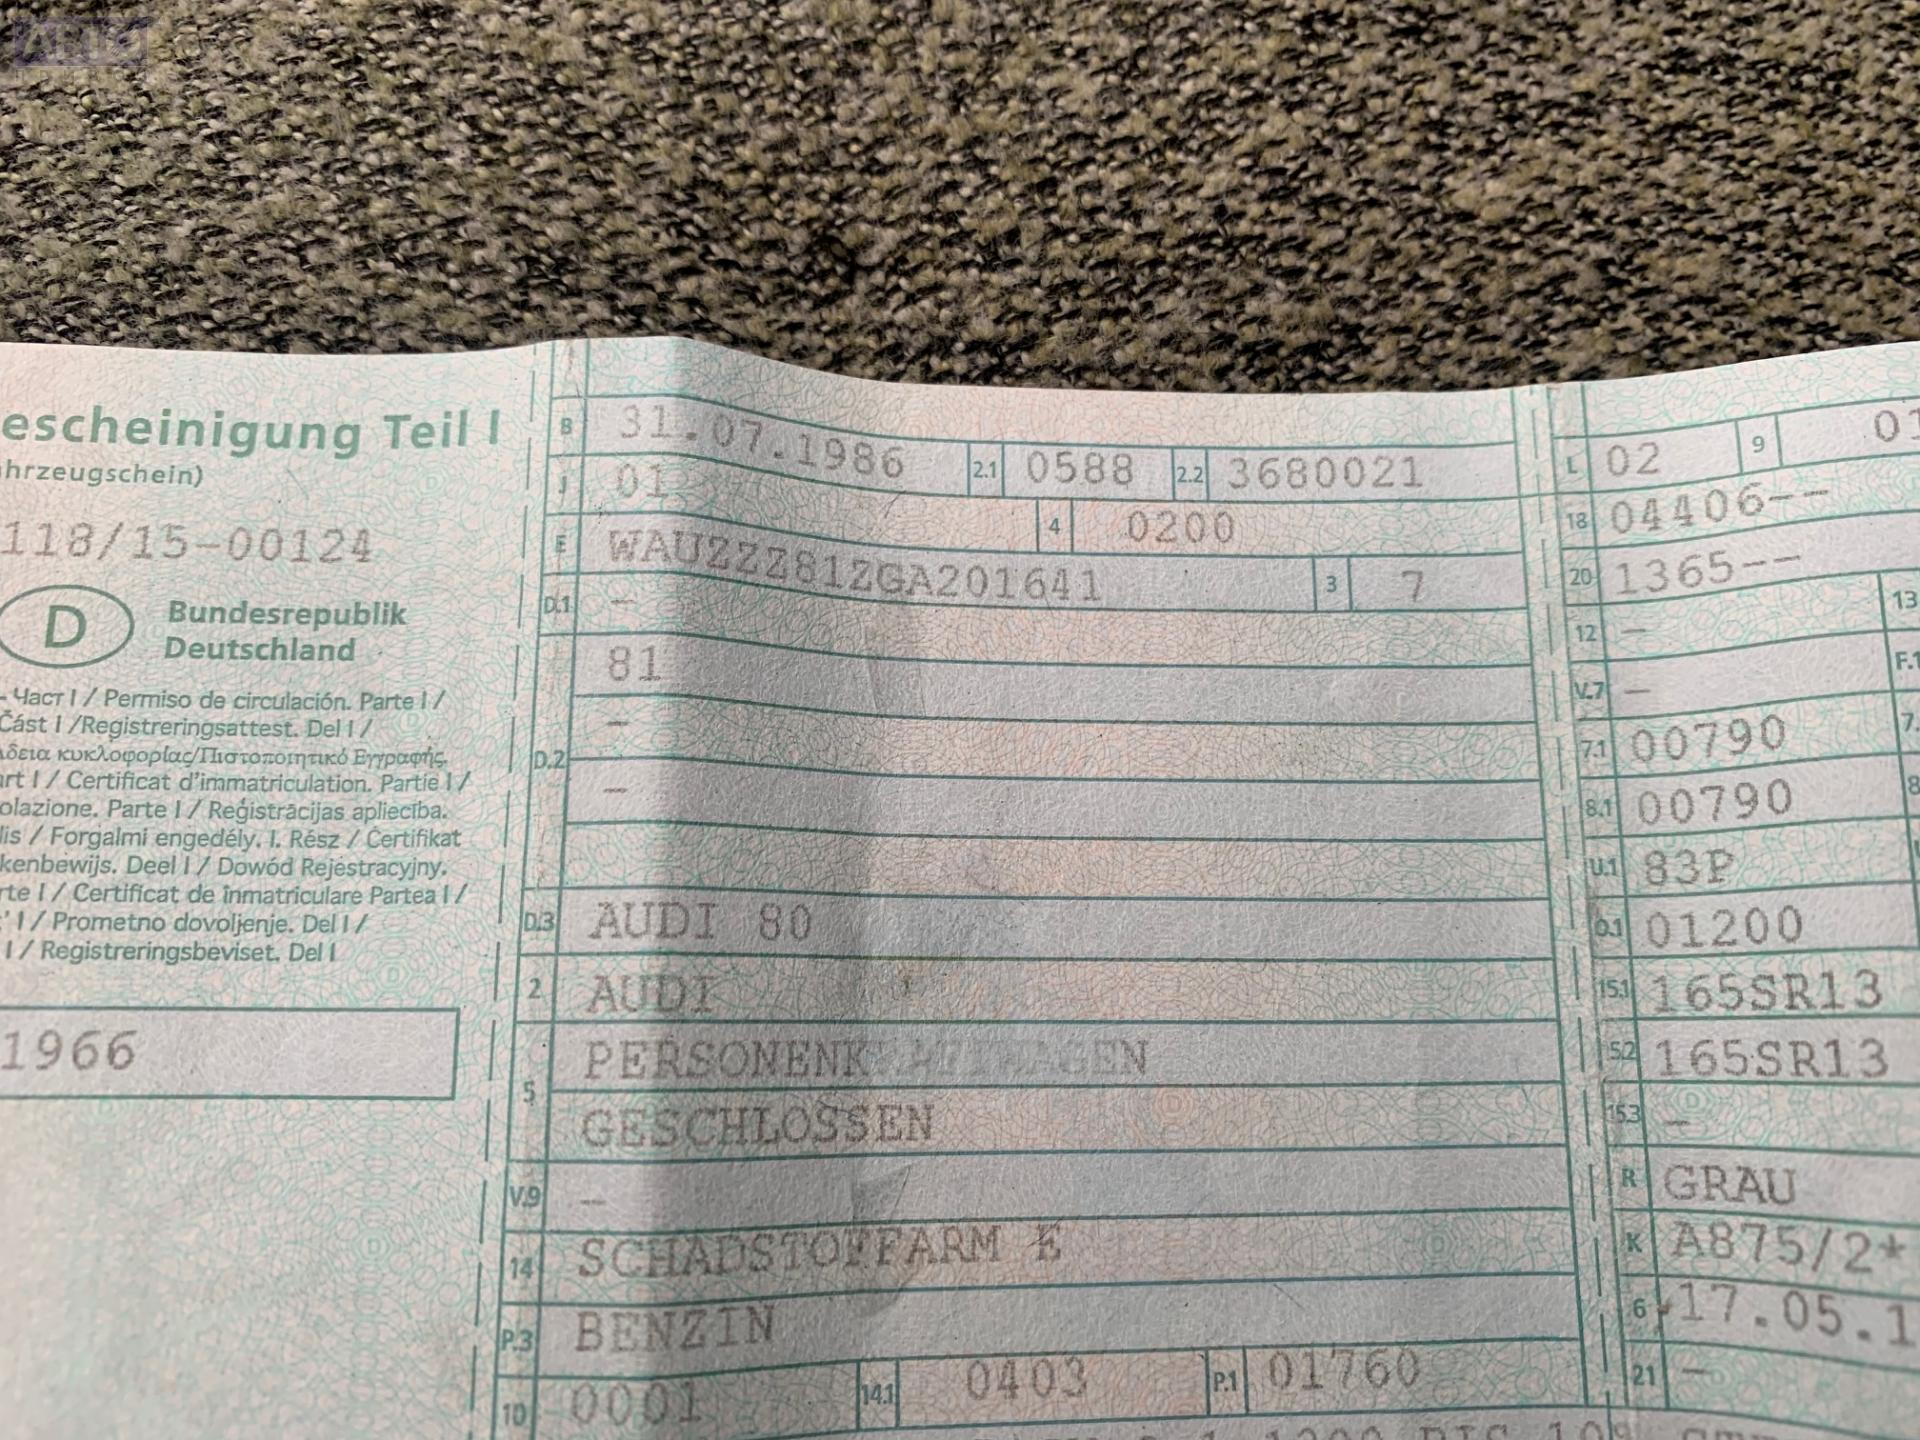 ARTG
escheinigung Teil I
hrzeugschein)
118/15-00124
D
Bundesrepublik
Deutschland
- Част I / Permiso de circulación. Parte I /
Část I /Registreringsattest. Del I /
δεια κυκλοφορίας/Πιστοποιητικό Εγγραφής.
art I / Certificat d'immatriculation. Partie I /
olazione. Parte I / Reģistrācijas apliecība.
lis / Forgalmi engedély. I. Rész / Ċertifikat
kenbewijs. Deel I / Dowód Rejestracyjny.
rte I / Certificat de înmatriculare Partea I /
I / Prometno dovoljenje. Del I /
I / Registreringsbeviset. Del I
1966
B 31.07.1986 2.1 0588 2.2 3680021
J 01 4 0200
E WAUZZZ81ZGA201641 3 7
D.1 -
81
-
D.2 -
D.3 AUDI 80
2 AUDI
5 PERSONENKRAFTWAGEN
GESCHLOSSEN
V.9 -
14 SCHADSTOFFARM E
P.3 BENZIN
10 0001 14.1 0403 P.1 01760
L 02 9 01
18 04406--
20 1365--
12 - 13
V.7 - F.1
7.1 00790 7.
8.1 00790 8
U.1 83P
O.1 01200
15.1 165SR13
15.2 165SR13
15.3 -
R GRAU
K A875/2*
6 17.05.1
21 -